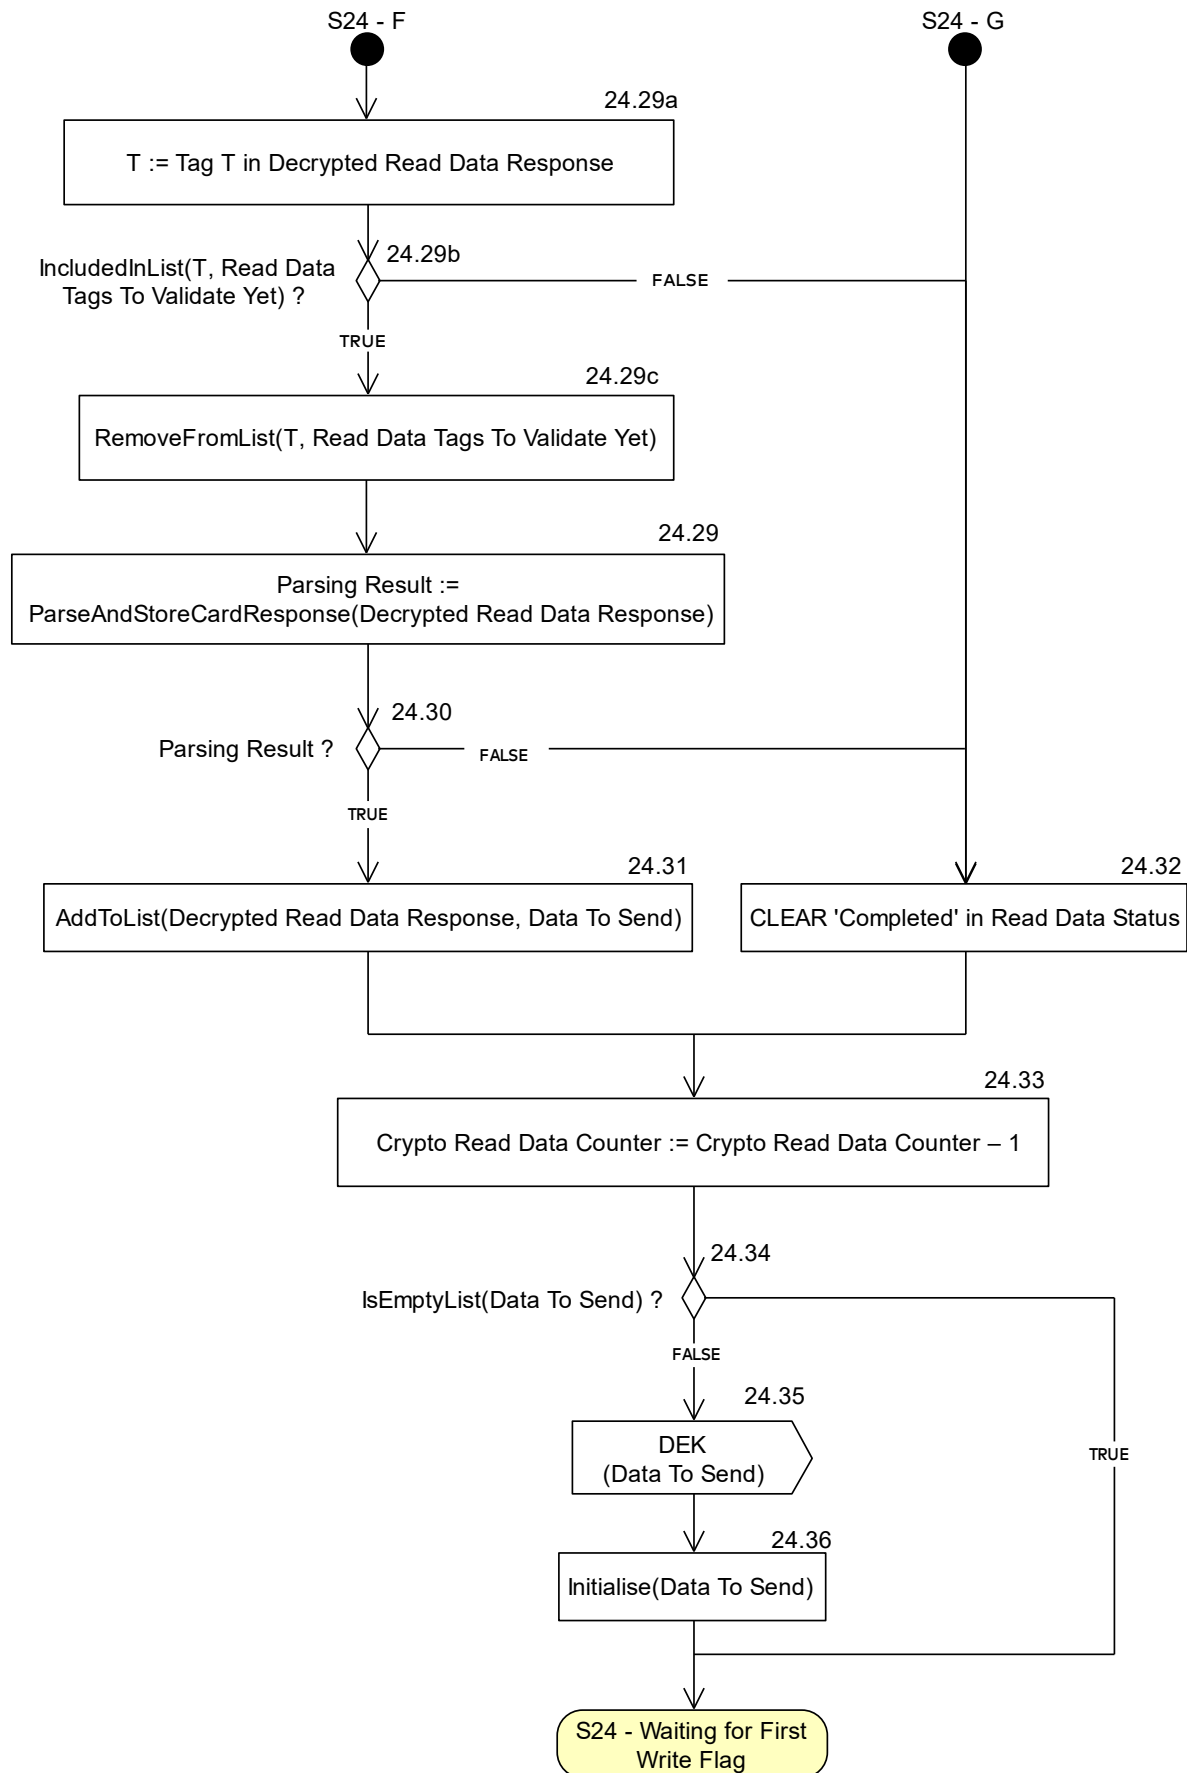 S24 - F
S24 - G
24.29a
T := Tag T in Decrypted Read Data Response
24.29b
IncludedInList(T, Read Data
Tags To Validate Yet) ?
FALSE
TRUE
24.29c
RemoveFromList(T, Read Data Tags To Validate Yet)
24.29
Parsing Result :=
ParseAndStoreCardResponse(Decrypted Read Data Response)
24.30
Parsing Result ?
FALSE
TRUE
24.31
AddToList(Decrypted Read Data Response, Data To Send)
24.32
CLEAR 'Completed' in Read Data Status
24.33
Crypto Read Data Counter := Crypto Read Data Counter – 1
24.34
IsEmptyList(Data To Send) ?
FALSE
24.35
DEK
(Data To Send)
TRUE
24.36
Initialise(Data To Send)
S24 - Waiting for First
Write Flag